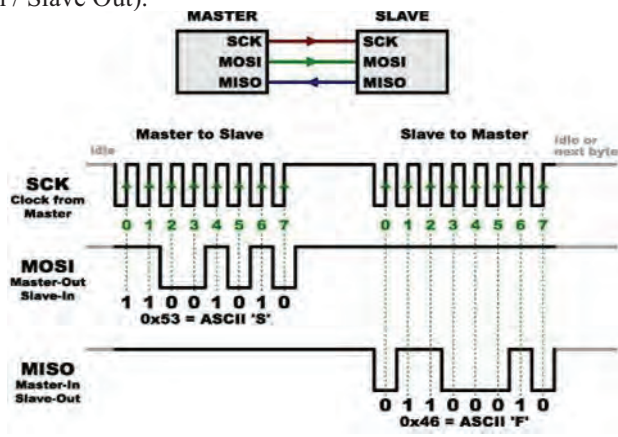 17 Slave Out).
MASTER SLAVE
SCK SCK
MOSI MOSI
MISO MISO
Master to Slave Slave to Master
idle idle or
next byte
SCK
Clock from
Master
0 1 2 3 4 5 6 7 0 1 2 3 4 5 6 7
MOSI
Master-Out
Slave-In
1 1 0 0 1 0 1 0
0x53 = ASCII 'S'
MISO
Master-In
Slave-Out
0 1 1 0 0 0 1 0
0x46 = ASCII 'F'